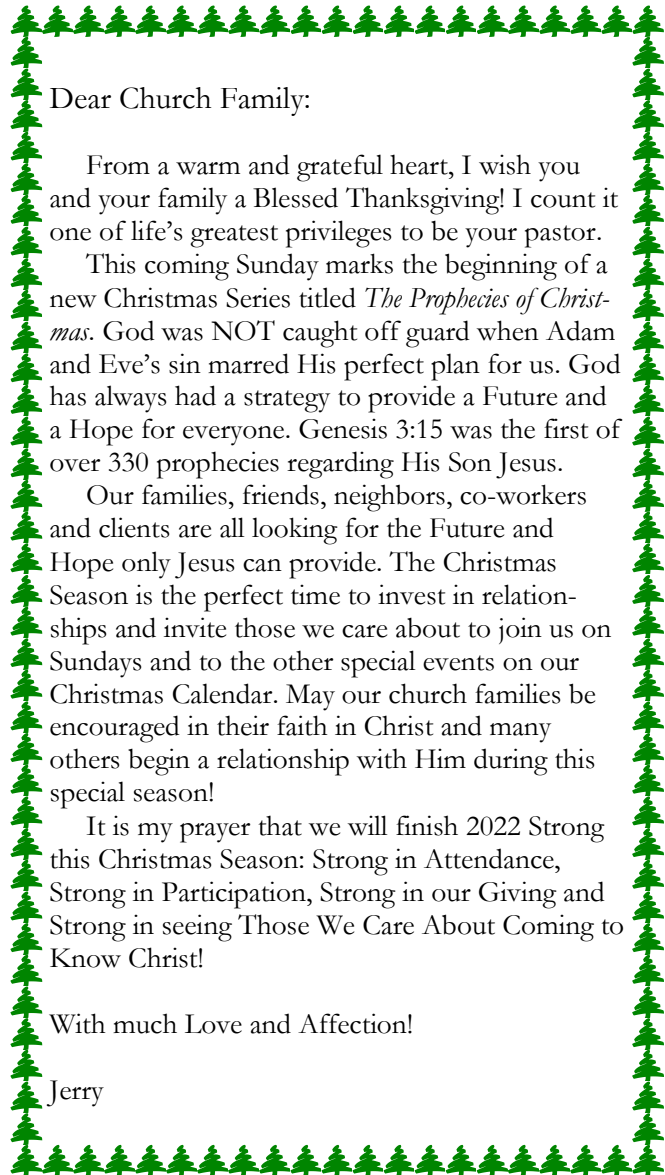 Dear Church Family:
From a warm and grateful heart, I wish you
and your family a Blessed Thanksgiving! I count it
one of life’s greatest privileges to be your pastor.
This coming Sunday marks the beginning of a
new Christmas Series titled The Prophecies of Christ-
mas. God was NOT caught off guard when Adam
and Eve’s sin marred His perfect plan for us. God
has always had a strategy to provide a Future and
a Hope for everyone. Genesis 3:15 was the first of
over 330 prophecies regarding His Son Jesus.
Our families, friends, neighbors, co-workers
and clients are all looking for the Future and
Hope only Jesus can provide. The Christmas
Season is the perfect time to invest in relation-
ships and invite those we care about to join us on
Sundays and to the other special events on our
Christmas Calendar. May our church families be
encouraged in their faith in Christ and many
others begin a relationship with Him during this
special season!
It is my prayer that we will finish 2022 Strong
this Christmas Season: Strong in Attendance,
Strong in Participation, Strong in our Giving and
Strong in seeing Those We Care About Coming to
Know Christ!
With much Love and Affection!
Jerry